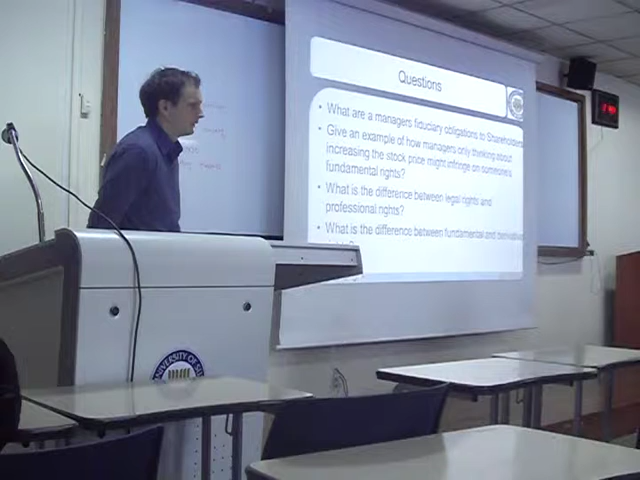 Questions
• What are a managers fiduciary obligations to Shareholders
• Give an example of how managers only thinking about
increasing the stock price might infringe on someone's
fundamental rights?
• What is the difference between legal rights and
professional rights?
• What is the difference between fundamental and derivative
UNIVERSITY OF